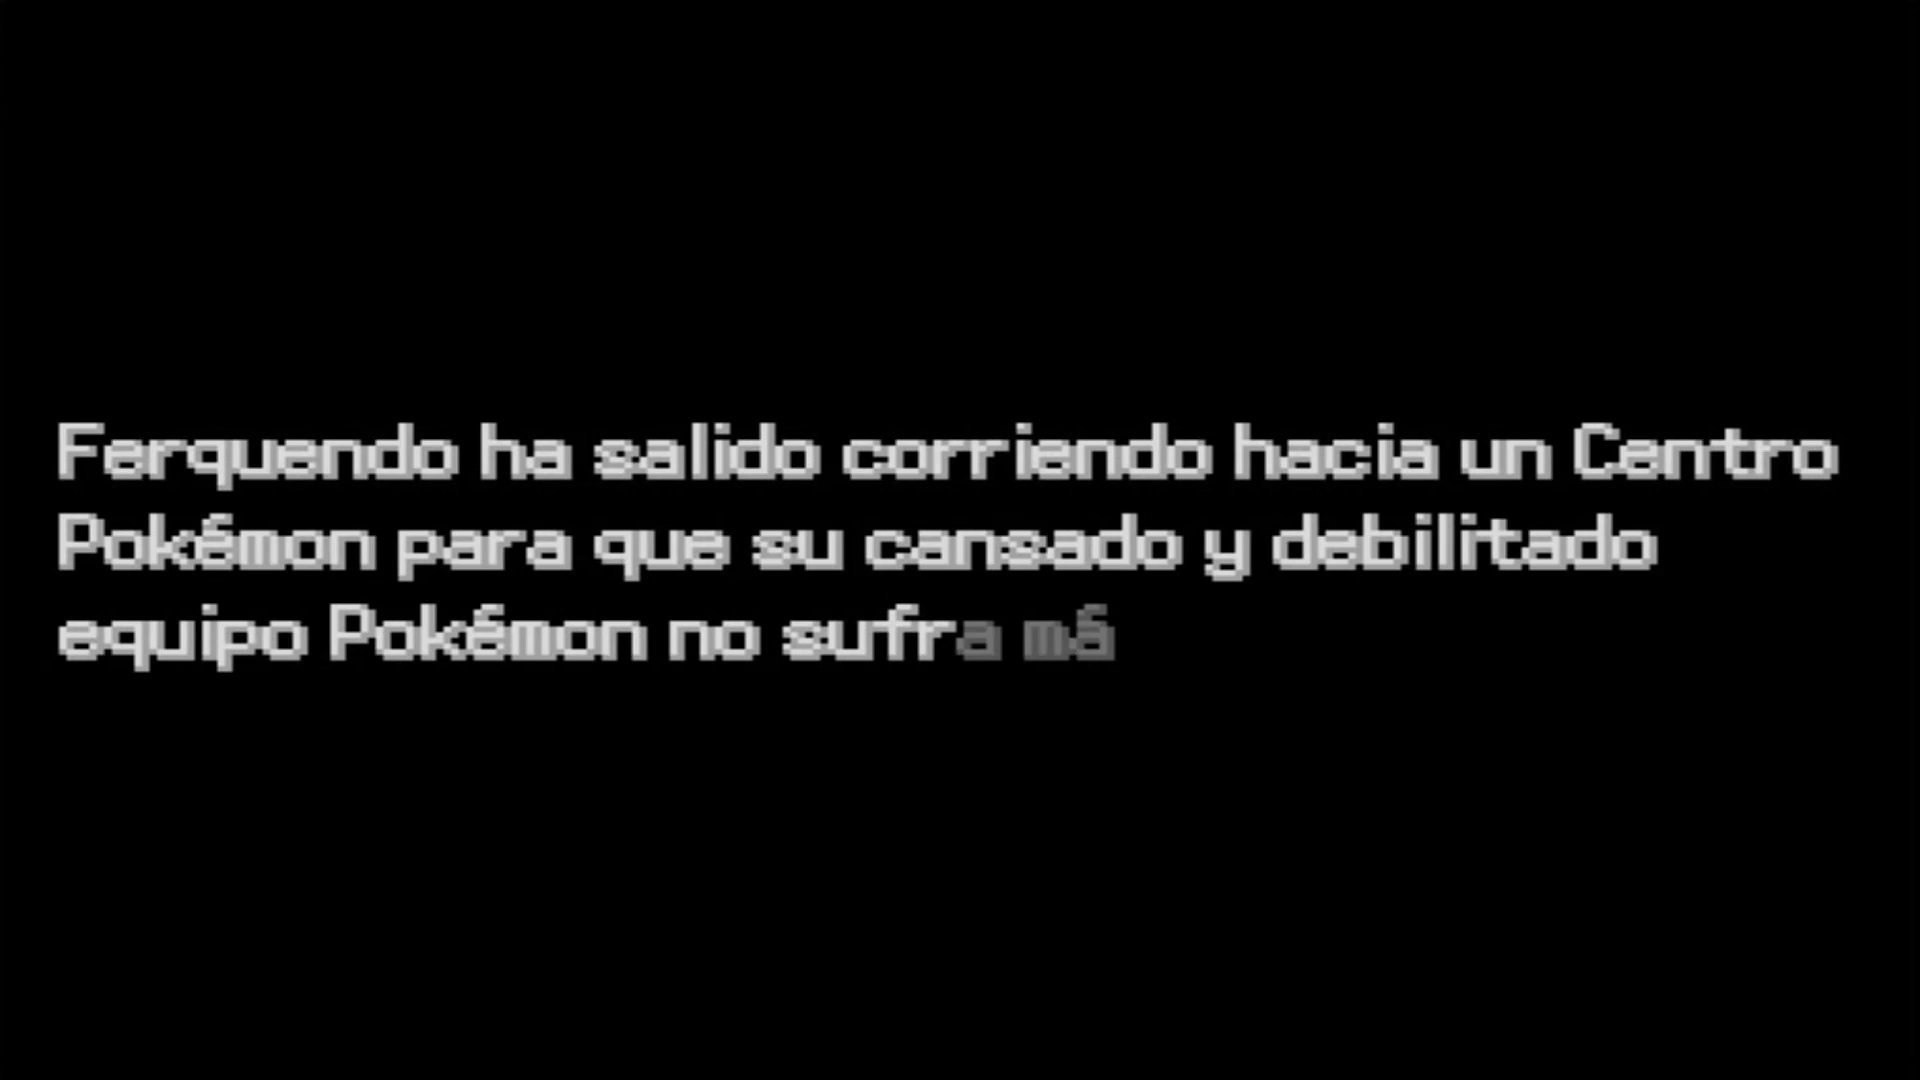 Ferquendo ha salido corriendo hacia un Centro
Pokémon para que su cansado y debilitado
equipo Pokémon no sufra má